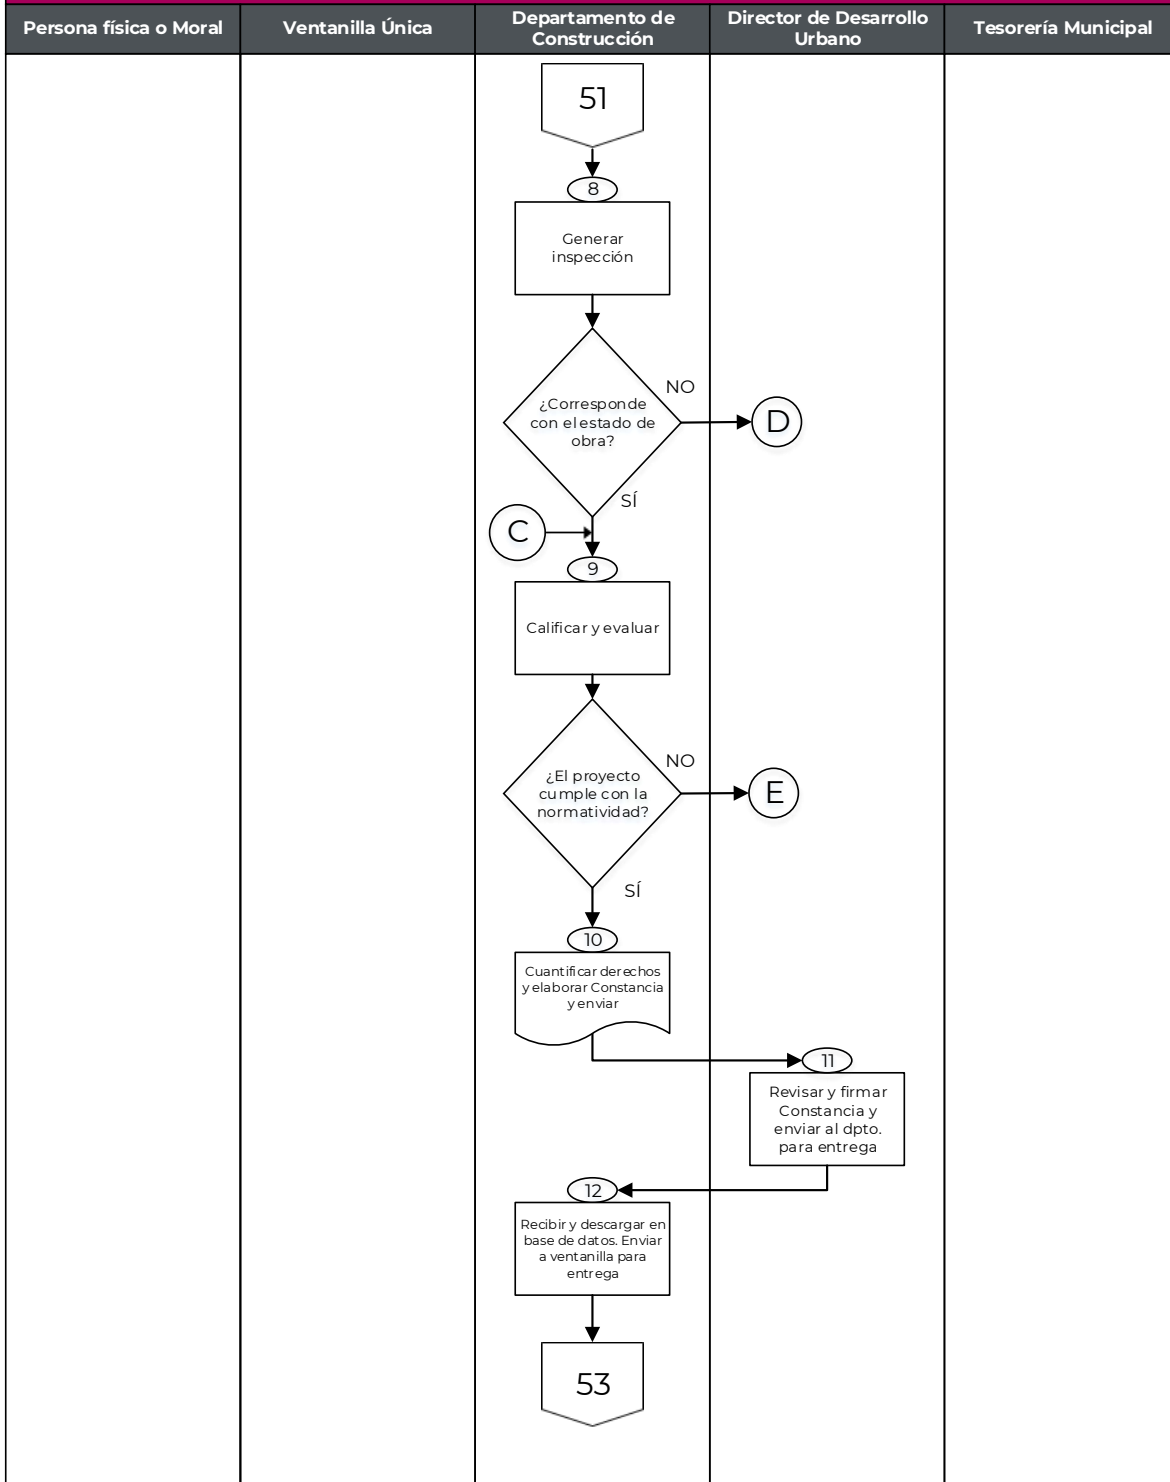 Persona física o Moral
Ventanilla Única
Departamento de
Construcción
Director de Desarrollo
Urbano
Tesorería Municipal
51
8
Generar
inspección
¿Corresponde
con el estado de
obra?
NO
D
SÍ
C
9
Calificar y evaluar
¿El proyecto
cumple con la
normatividad?
NO
E
SÍ
10
Cuantificar derechos
y elaborar Constancia
y enviar
11
Revisar y firmar
Constancia y
enviar al dpto.
para entrega
12
Recibir y descargar en
base de datos. Enviar
a ventanilla para
entrega
53